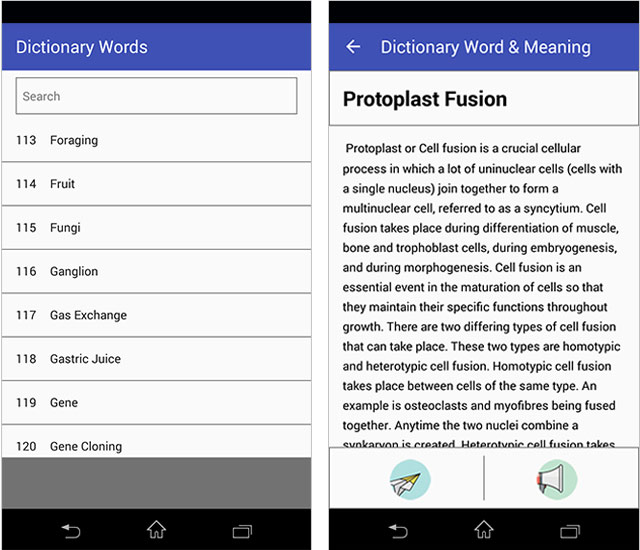 Dictionary Words
Search
113 Foraging
114 Fruit
115 Fungi
116 Ganglion
117 Gas Exchange
118 Gastric Juice
119 Gene
120 Gene Cloning
Dictionary Word & Meaning
Protoplast Fusion
Protoplast or Cell fusion is a crucial cellular
process in which a lot of uninuclear cells (cells with
a single nucleus) join together to form a
multinuclear cell, referred to as a syncytium. Cell
fusion takes place during differentiation of muscle,
bone and trophoblast cells, during embryogenesis,
and during morphogenesis. Cell fusion is an
essential event in the maturation of cells so that
they maintain their specific functions throughout
growth. There are two differing types of cell fusion
that can take place. These two types are homotypic
and heterotypic cell fusion. Homotypic cell fusion
takes place between cells of the same type. An
example is osteoclasts and myofibres being fused
together. Anytime the two nuclei combine a
synkaryon is created. Heterotypic cell fusion takes